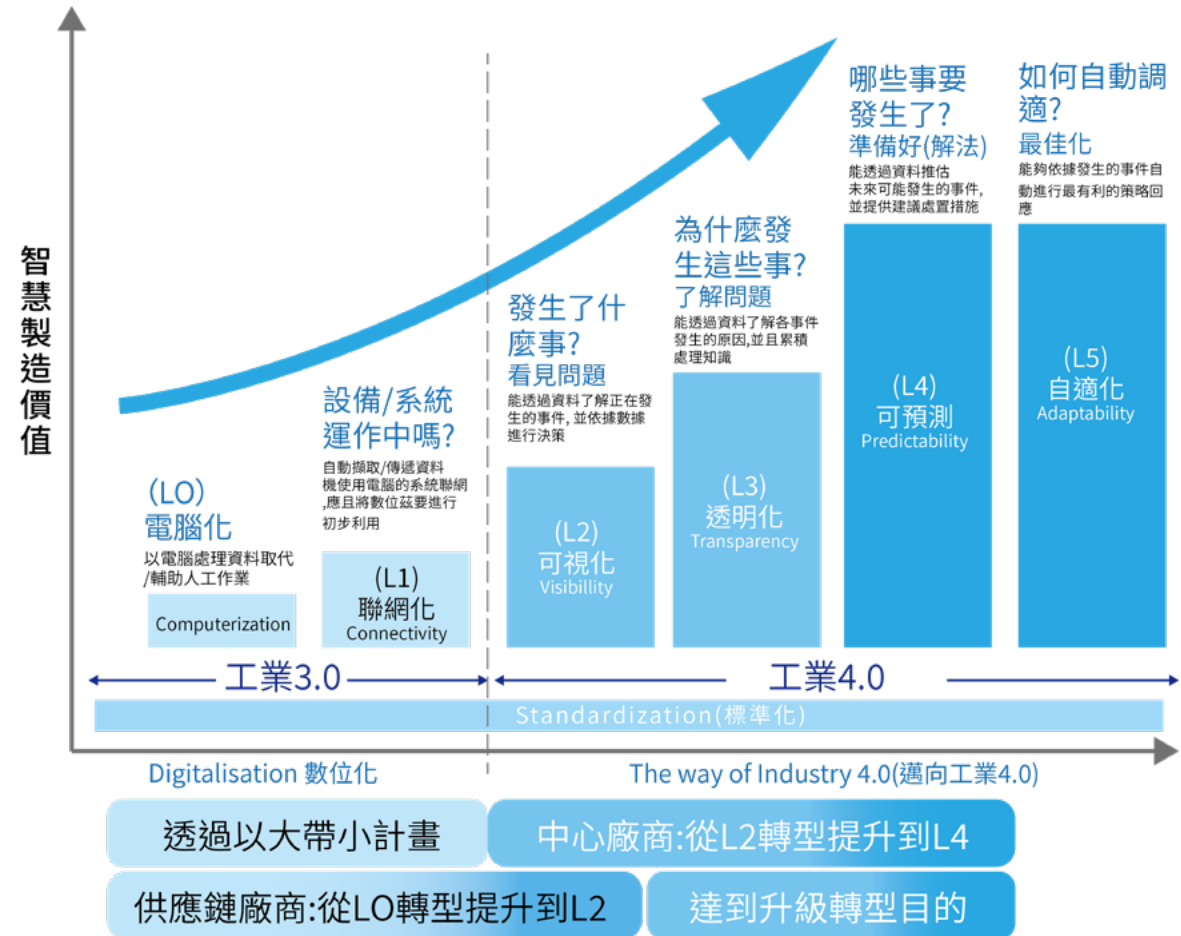 智慧製造價值
(LO)
電腦化
以電腦處理資料取代
/輔助人工作業
Computerization
設備/系統
運作中嗎?
自動擷取/傳遞資料
機使用電腦的系統聯網
,應且將數位茲要進行
初步利用
(L1)
聯網化
Connectivity
發生了什
麼事?
看見問題
能透過資料了解正在發
生的事件, 並依據數據
進行決策
(L2)
可視化
Visibillity
為什麼發
生這些事?
了解問題
能透過資料了解各事件
發生的原因,並且累積
處理知識
(L3)
透明化
Transparency
哪些事要
發生了?
準備好(解法)
能透過資料推估
未來可能發生的事件,
並提供建議處置措施
(L4)
可預測
Predictability
如何自動調
適?
最佳化
能夠依據發生的事件自
動進行最有利的策略回
應
(L5)
自適化
Adaptability
工業3.0
工業4.0
Standardization(標準化)
Digitalisation 數位化
The way of Industry 4.0(邁向工業4.0)
透過以大帶小計畫
中心廠商:從L2轉型提升到L4
供應鏈廠商:從LO轉型提升到L2
達到升級轉型目的